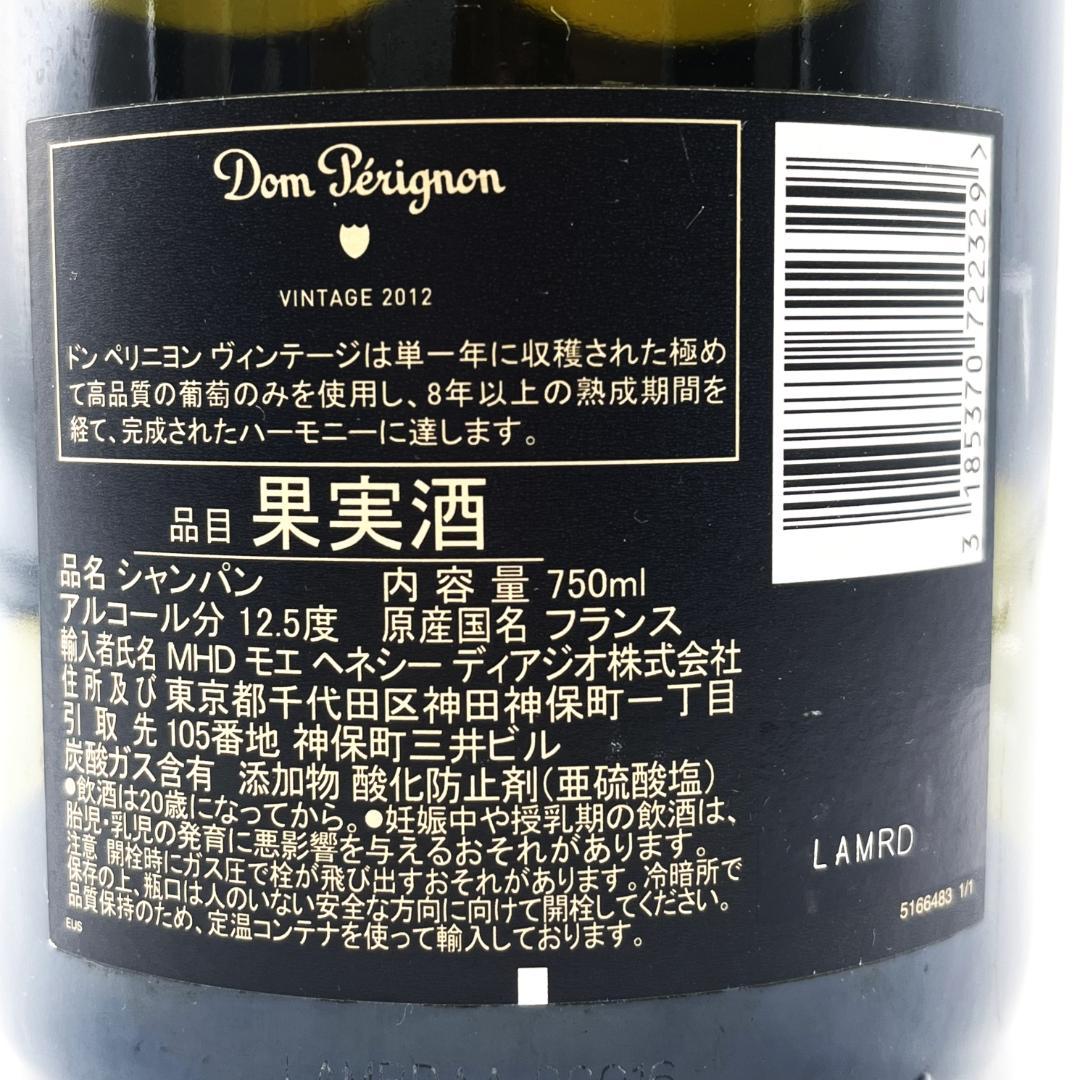 Dom Pérignon
VINTAGE 2012
ドン ペリニヨン ヴィンテージは単一年に収穫された極め
て高品質の葡萄のみを使用し、8年以上の熟成期間を
経て、完成されたハーモニーに達します。
品目 果実酒
品名 シャンパン 内容量 750ml
アルコール分 12.5度 原産国名 フランス
輸入者氏名 MHD モエ ヘネシー ディアジオ株式会社
住所及び 東京都千代田区神田神保町一丁目
引取先 105番地 神保町三井ビル
炭酸ガス含有 添加物 酸化防止剤(亜硫酸塩)
●飲酒は20歳になってから。●妊娠中や授乳期の飲酒は、
胎児・乳児の発育に悪影響を与えるおそれがあります。
注意 開栓時にガス圧で栓が飛び出すおそれがあります。冷暗所で
保存の上、瓶口は人のいない安全な方向に向けて開栓してください。
品質保持のため、定温コンテナを使って輸入しております。
EUS
3 185370 722329 >
LAMRD
5166483 1/1